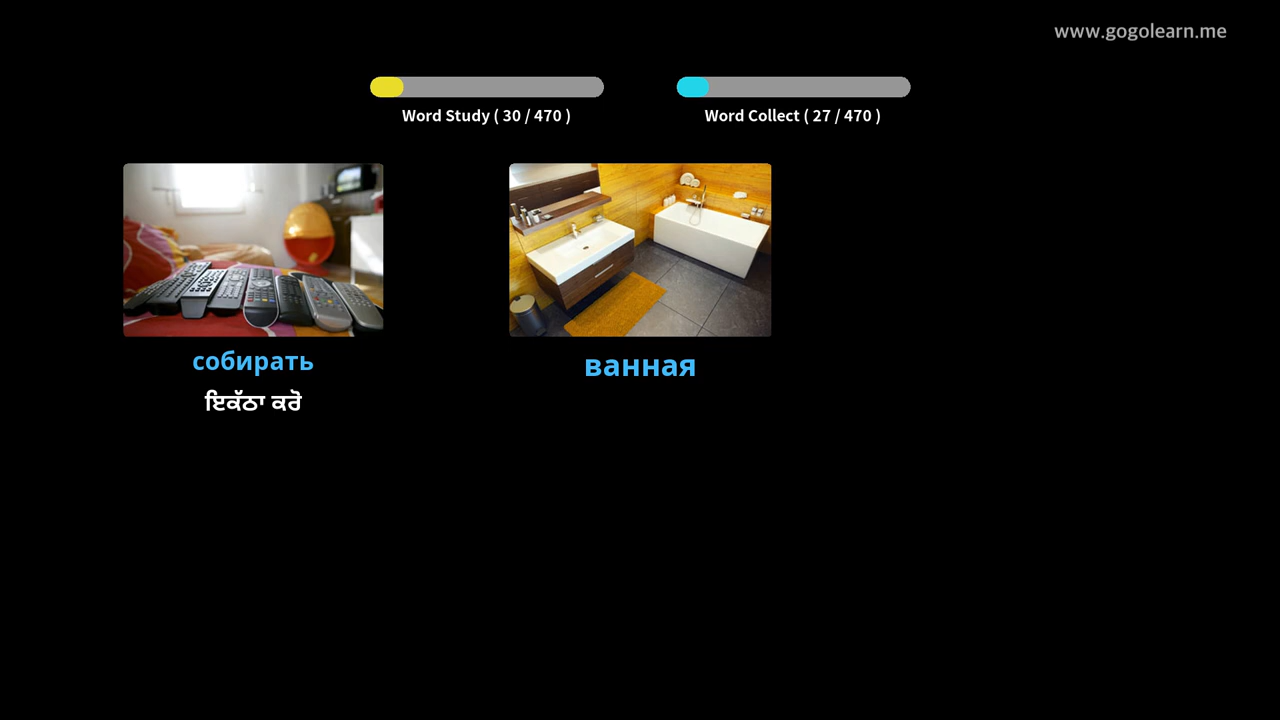 www.gogolearn.me
Word Study ( 30 / 470 )
Word Collect ( 27 / 470 )
собирать
ਇਕੱਠਾ ਕਰੋ
ванная